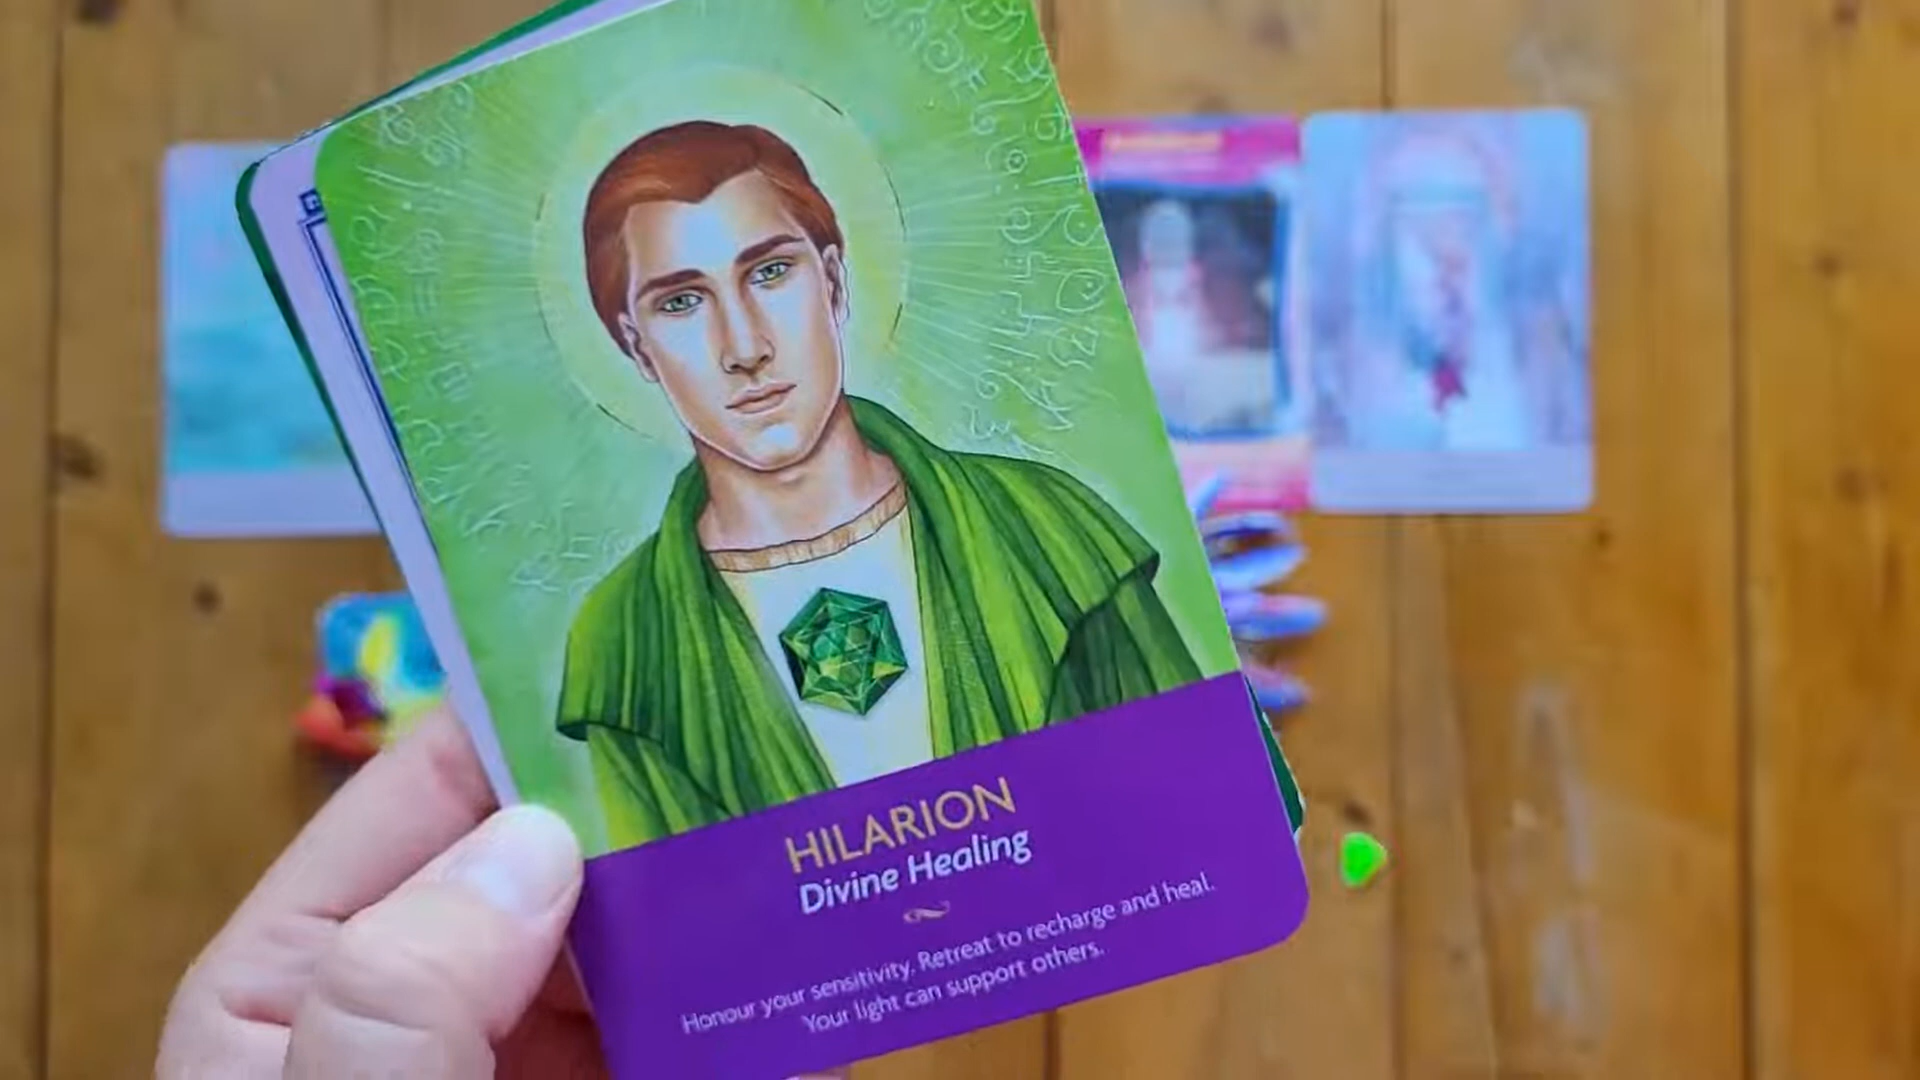 HILARION
Divine Healing
Honour your sensitivity. Retreat to recharge and heal.
Your light can support others.